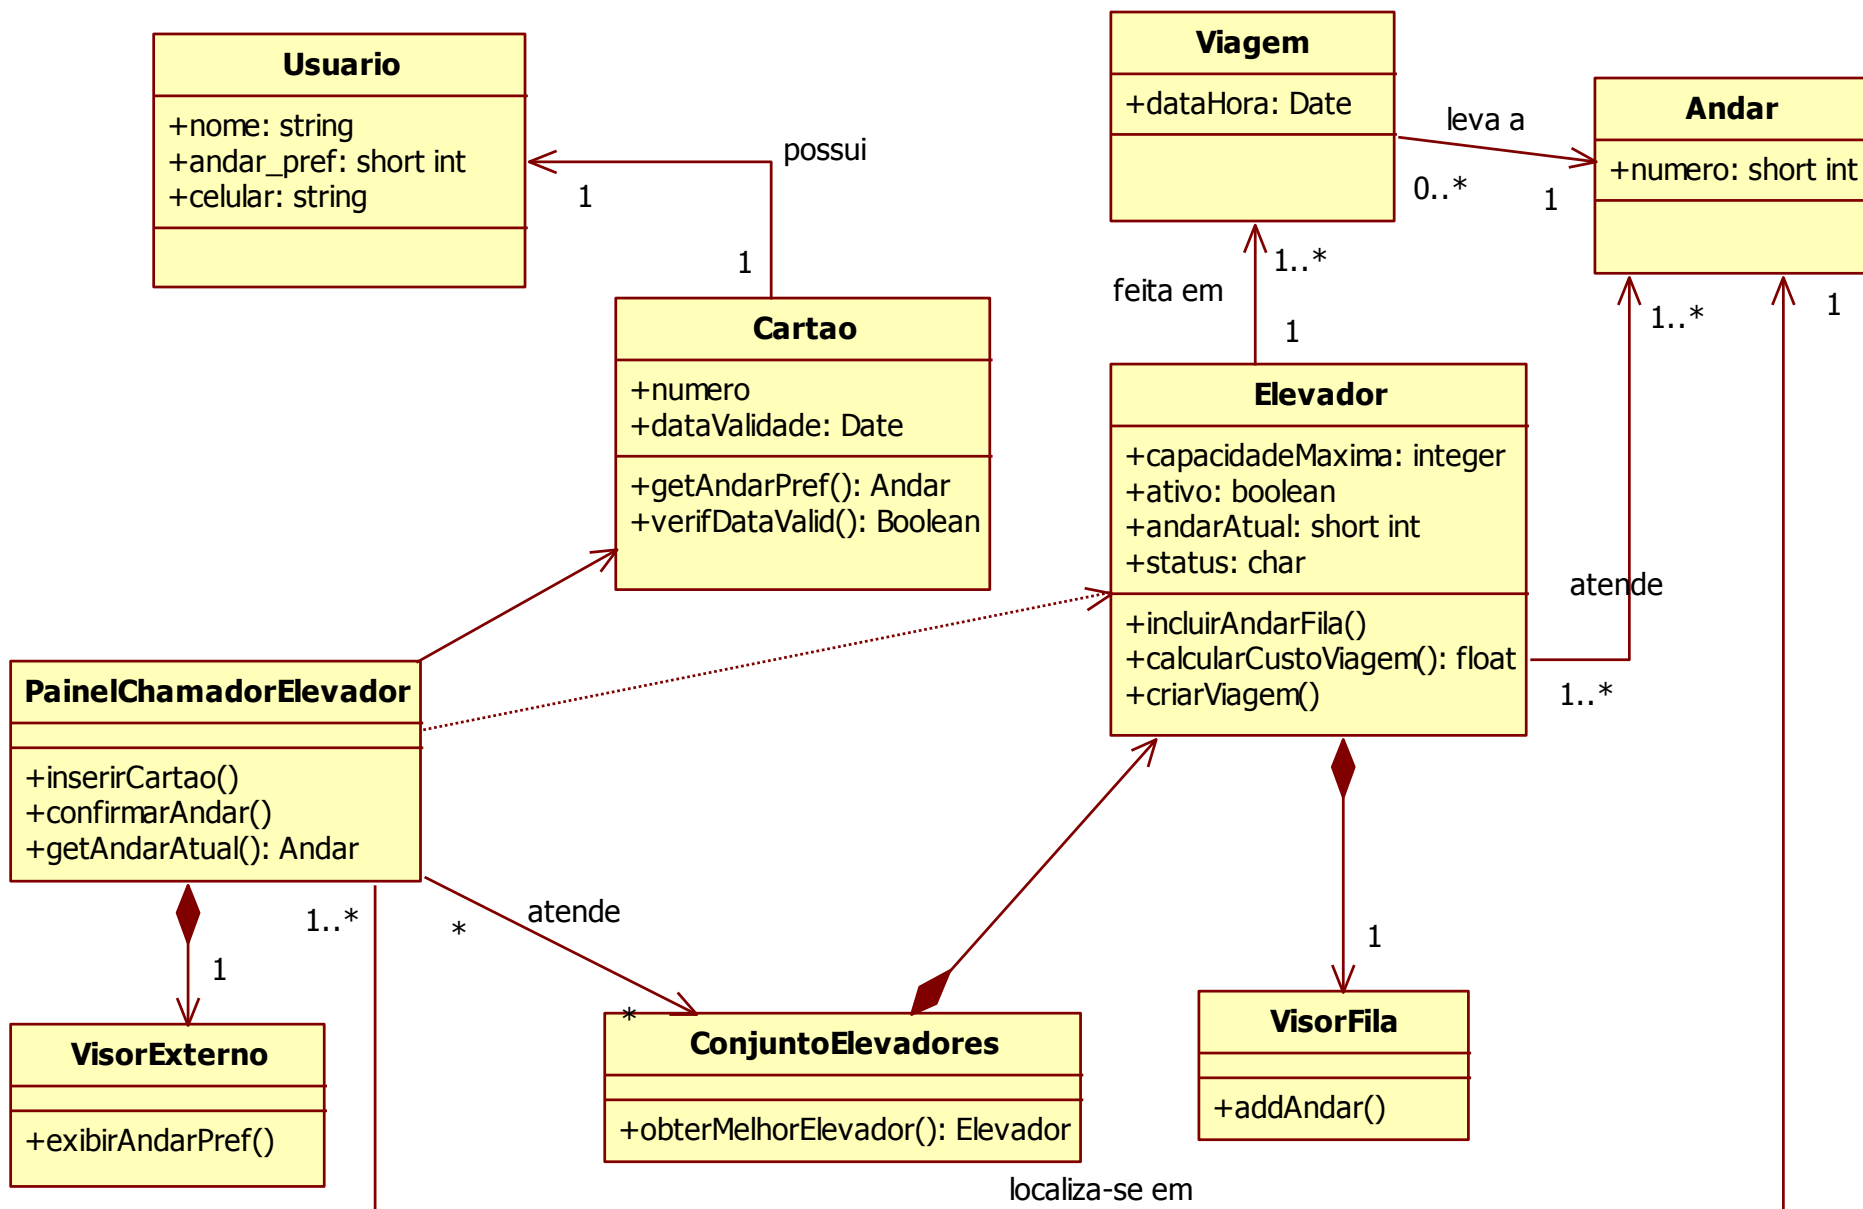 Usuario
+nome: string
+andar_pref: short int
+celular: string
possui
1
1
Viagem
+dataHora: Date
leva a
0..*
1
Andar
+numero: short int
1..*
feita em
1
1..*
1
Cartao
+numero
+dataValidade: Date
+getAndarPref(): Andar
+verifDataValid(): Boolean
Elevador
+capacidadeMaxima: integer
+ativo: boolean
+andarAtual: short int
+status: char
+incluirAndarFila()
+calcularCustoViagem(): float
+criarViagem()
atende
1..*
PainelChamadorElevador
+inserirCartao()
+confirmarAndar()
+getAndarAtual(): Andar
1..*
*
atende
1
*
1
VisorExterno
+exibirAndarPref()
ConjuntoElevadores
+obterMelhorElevador(): Elevador
VisorFila
+addAndar()
localiza-se em